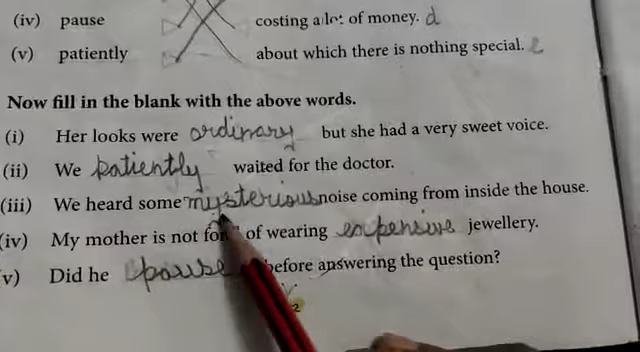 (iv) pause costing a lot of money. d
(v) patiently about which there is nothing special. e
Now fill in the blank with the above words.
(i) Her looks were ordinary but she had a very sweet voice.
(ii) We patiently waited for the doctor.
(iii) We heard some mysterious noise coming from inside the house.
(iv) My mother is not fon of wearing expensive jewellery.
v) Did he pause before answering the question?
2